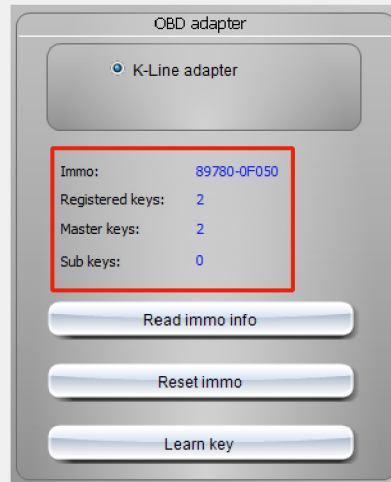 OBD adapter
K-Line adapter
Immo: 89780-0F050
Registered keys: 2
Master keys: 2
Sub keys: 0
Read immo info
Reset immo
Learn key